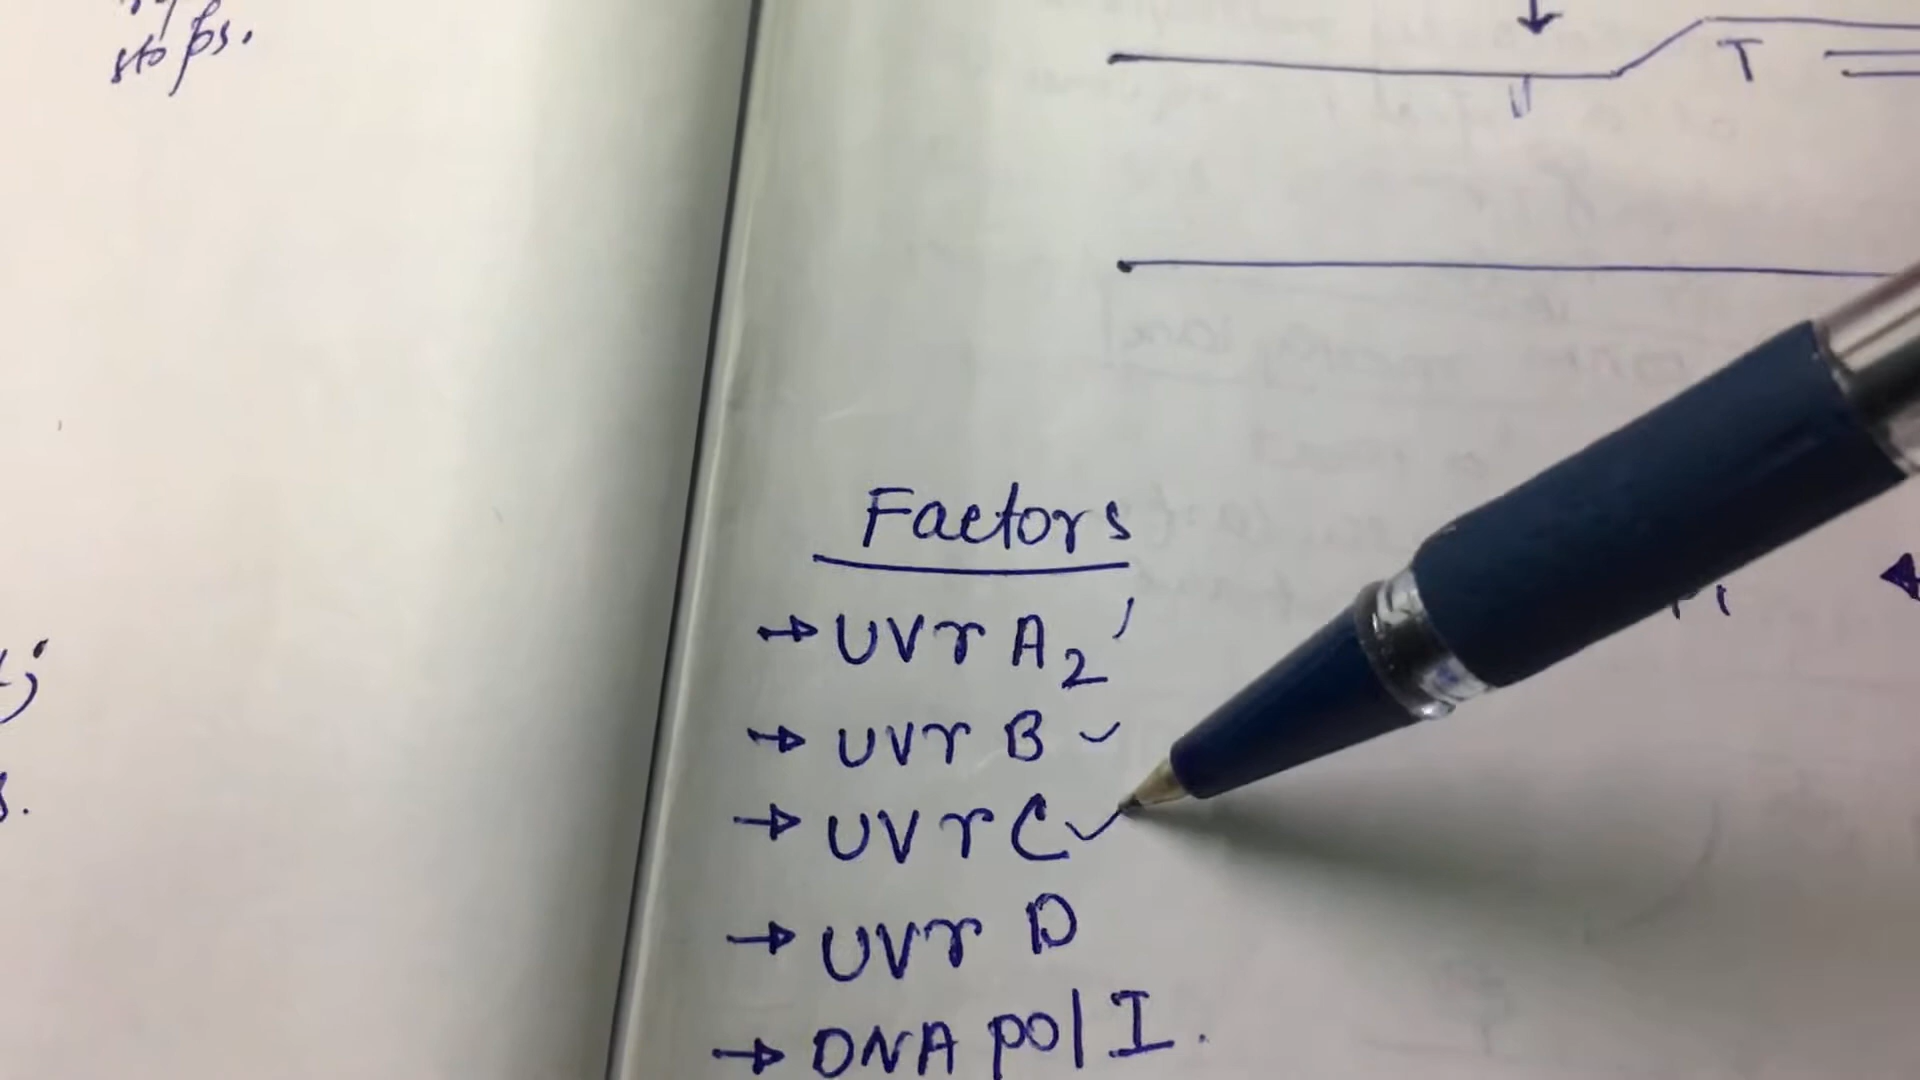 stops.
T
Factors
→ UVr A2
→ UVr B ✓
→ UVr C ✓
→ UVr D
→ DNA pol I.